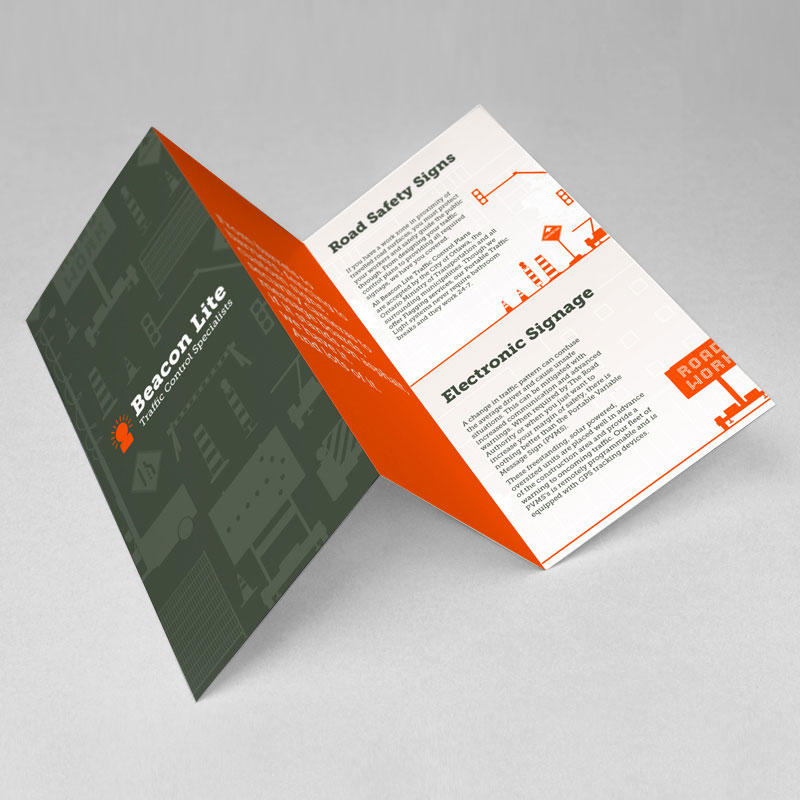 Beacon Lite
Traffic Control Specialists
Road Safety Signs
If you have a work zone in proximity of
travelled road surfaces, you must protect
your workers and safely guide the public
through. From designing your traffic
control plans to providing all required
signage, we have you covered.
All Beacon Lite Traffic Control Plans
are accepted by the City of Ottawa, the
Ontario Ministry of Transportation and all
surrounding municipalities. Though we
offer Flagging services, our Portable Traffic
Light systems never require bathroom
breaks and they work 24-7.
Electronic Signage
A change in traffic pattern can confuse
the average driver and cause unsafe
situations. This can be mitigated with
increased communication and advanced
warnings. When required by The Road
Authority or when you just want to
increase your margin of safety, there is
nothing better than the Portable Variable
Message Sign (PVMS).
These freestanding, solar powered,
oversized units are placed well in advance
of the construction area and provide a
warning to oncoming traffic. Our fleet of
PVMS's is remotely programmable and is
equipped with GPS tracking devices.
ROAD
WORK